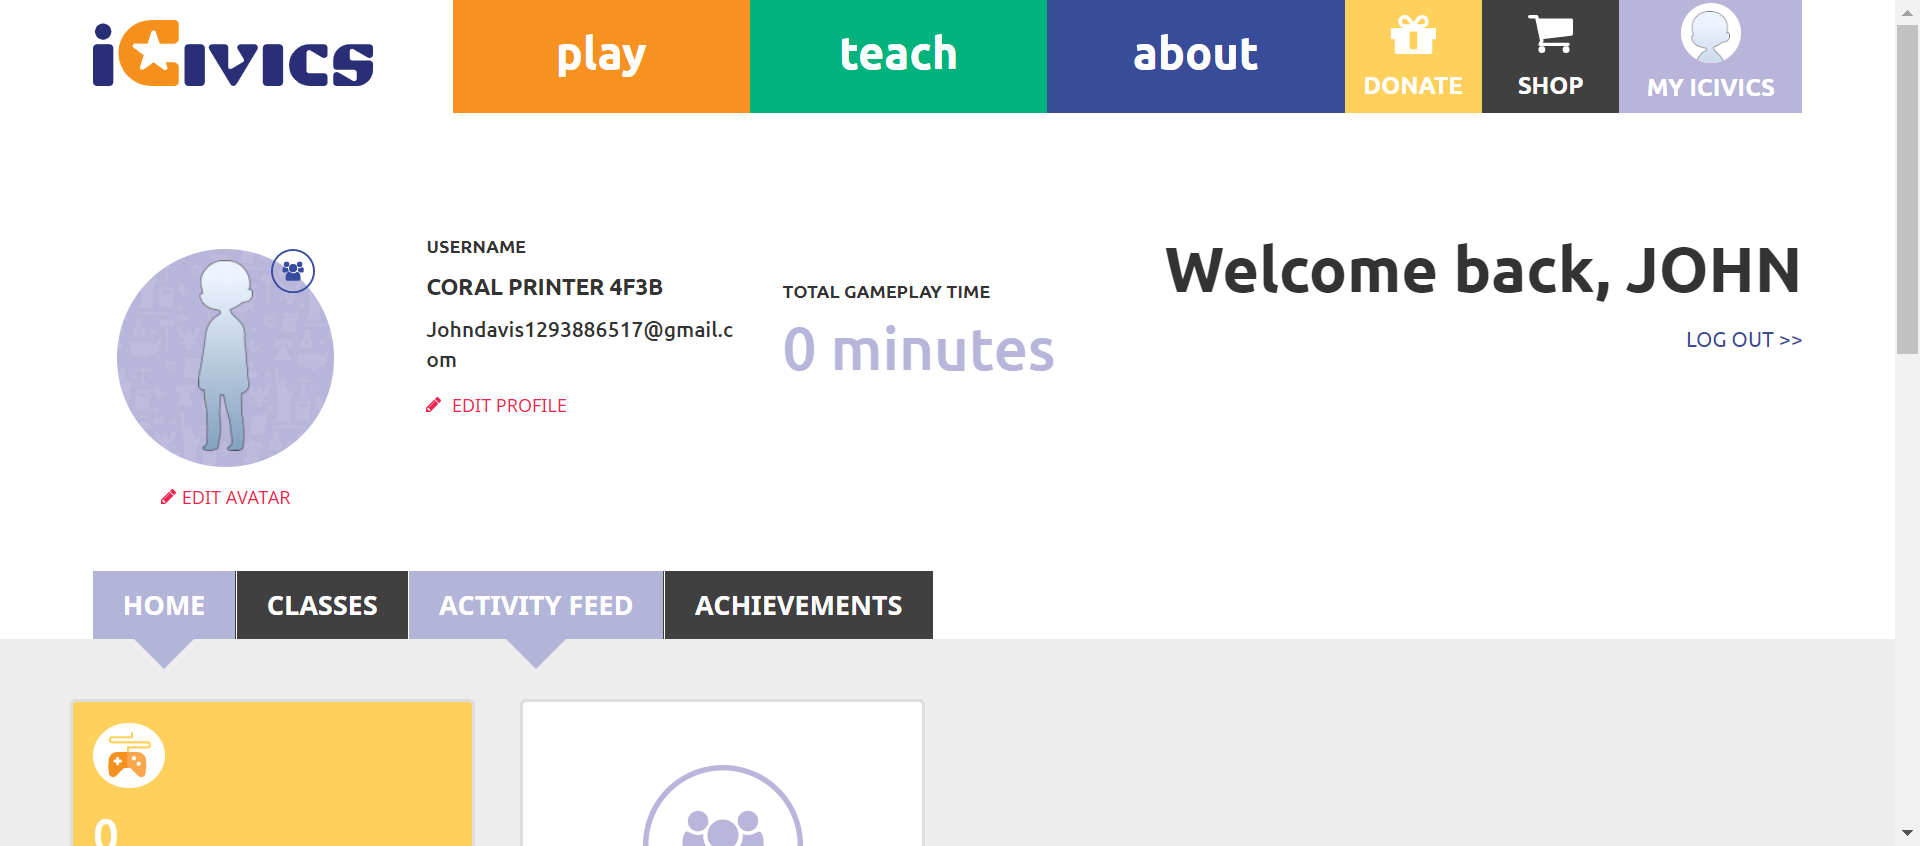 iCivics
play
teach
about
DONATE
SHOP
MY ICIVICS
USERNAME
CORAL PRINTER 4F3B
Johndavis1293886517@gmail.c
om
EDIT PROFILE
TOTAL GAMEPLAY TIME
0 minutes
Welcome back, JOHN
LOG OUT >>
EDIT AVATAR
HOME
CLASSES
ACTIVITY FEED
ACHIEVEMENTS
0